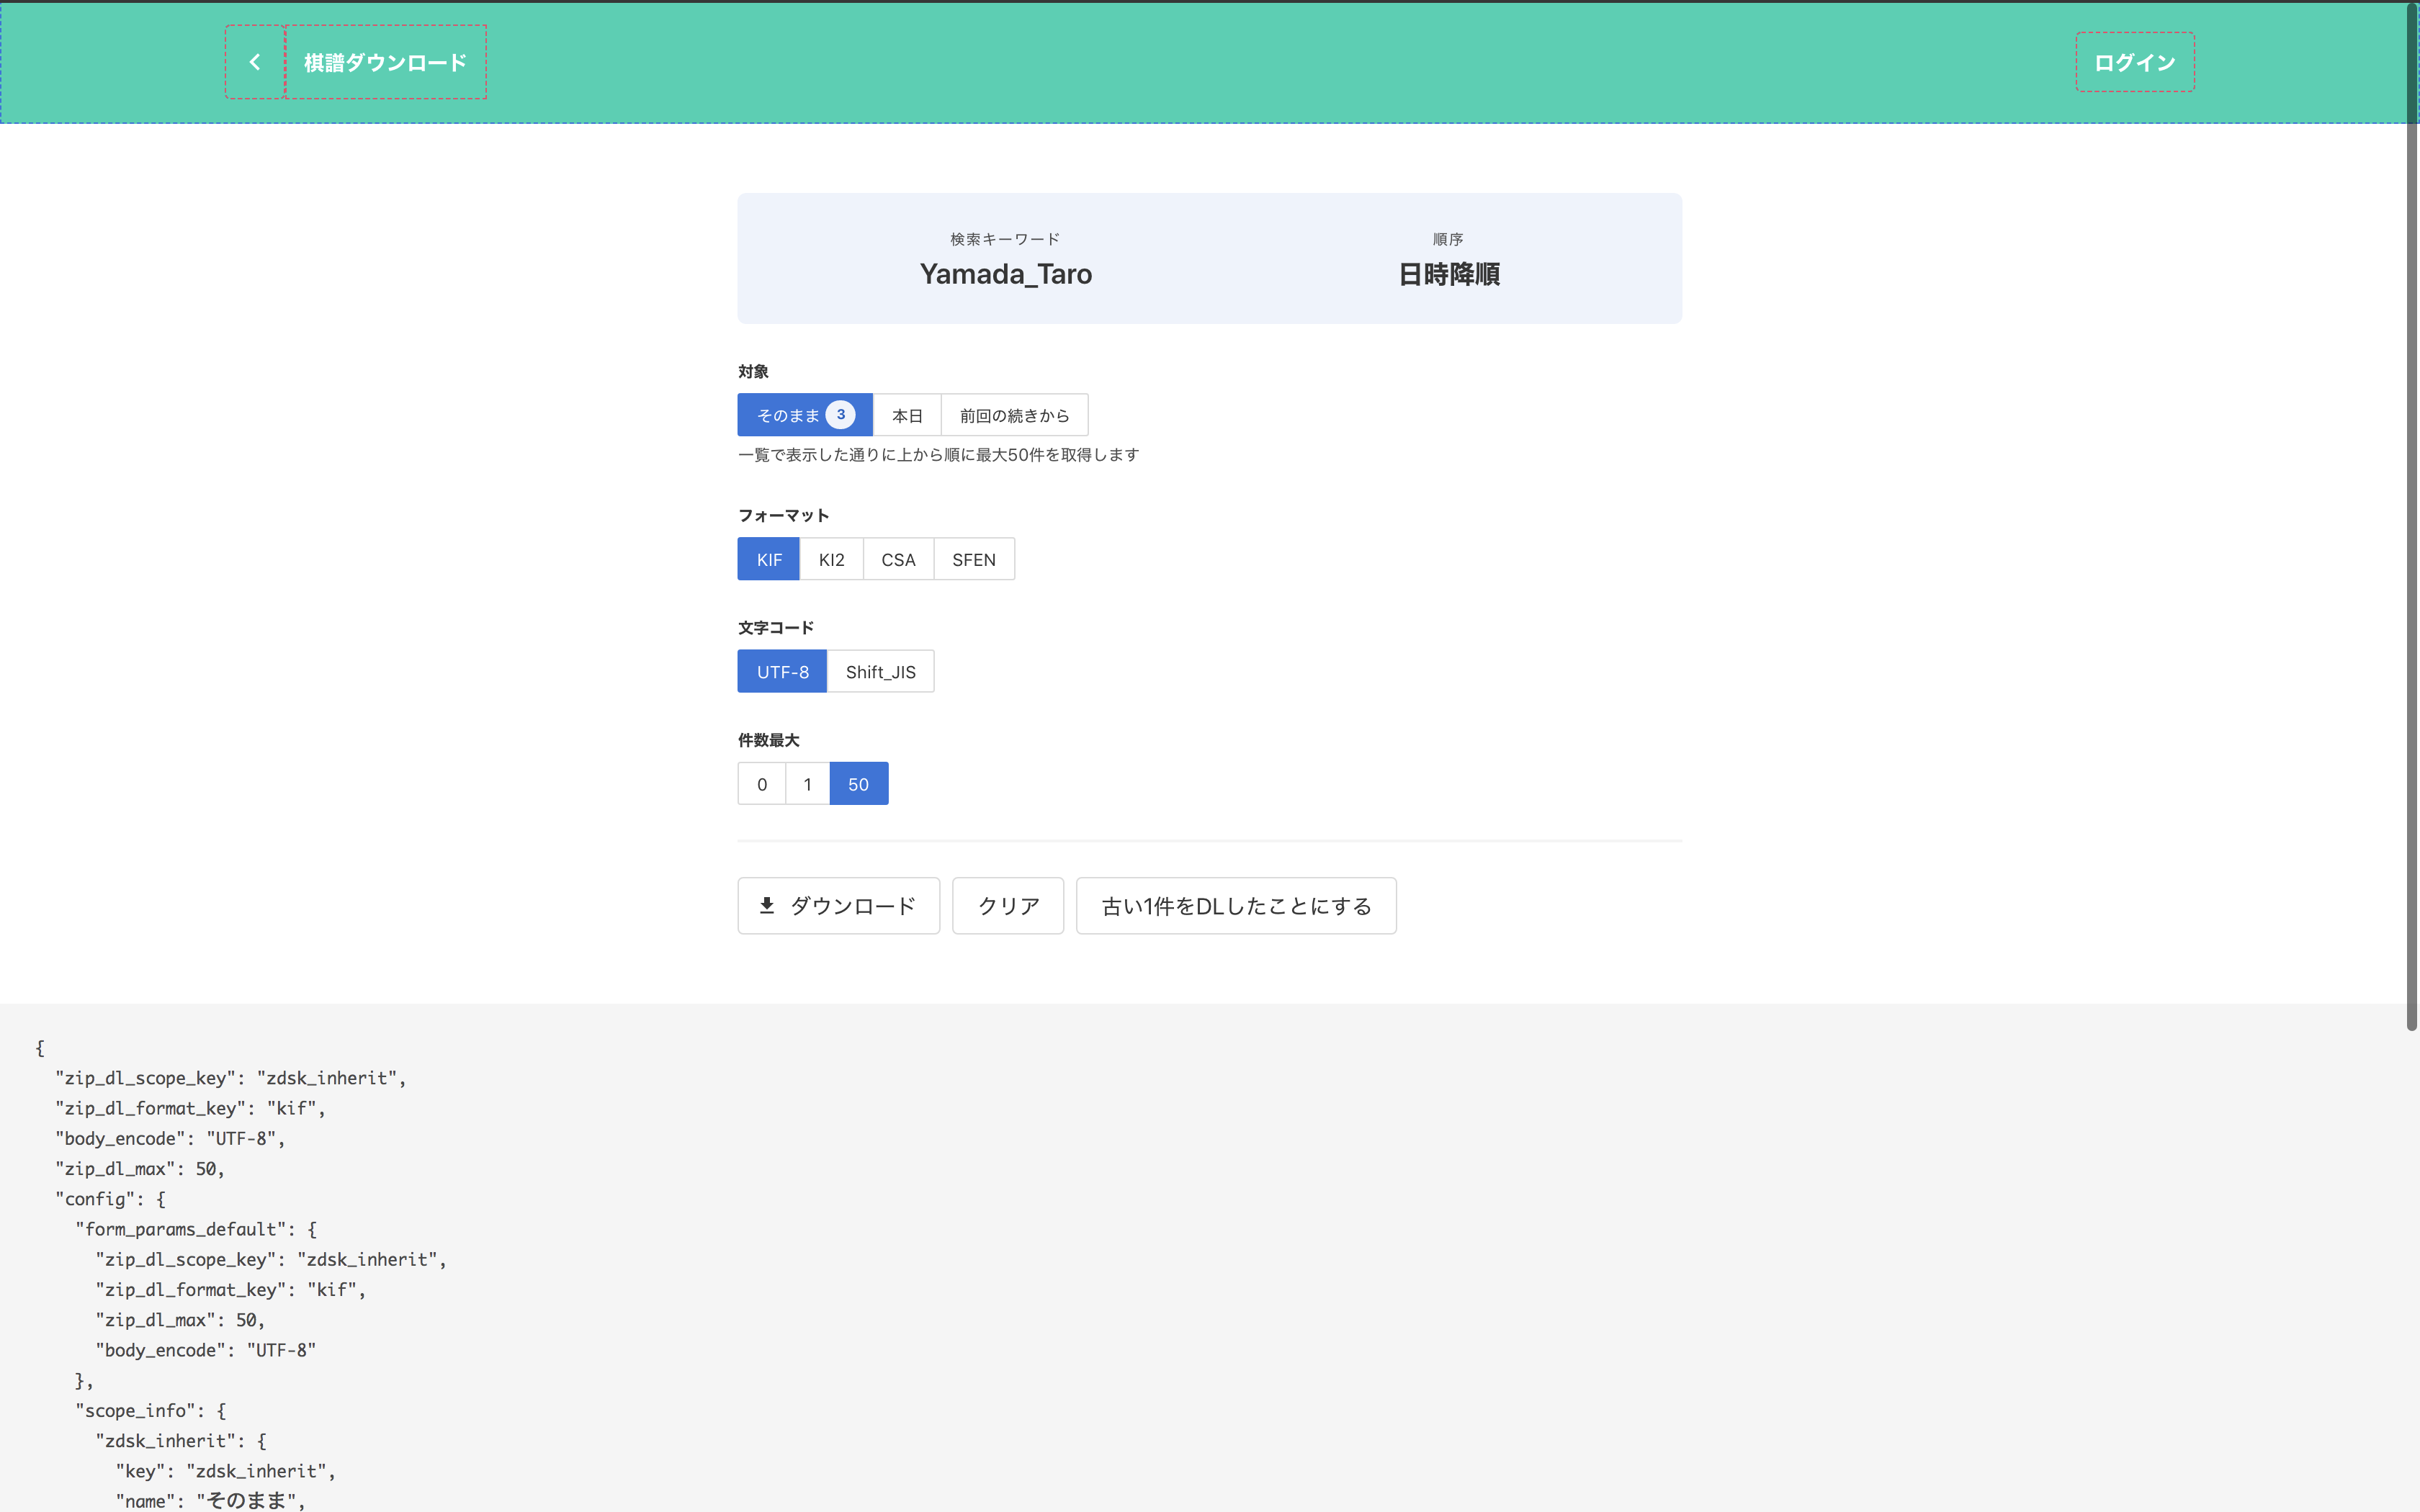 棋譜ダウンロード
ログイン
検索キーワード
Yamada_Taro
順序
日時降順
対象
そのまま 3 本日 前回の続きから
一覧で表示した通りに上から順に最大50件を取得します
フォーマット
KIF KI2 CSA SFEN
文字コード
UTF-8 Shift_JIS
件数最大
0 1 50
ダウンロード クリア 古い1件をDLしたことにする
{
  "zip_dl_scope_key": "zdsk_inherit",
  "zip_dl_format_key": "kif",
  "body_encode": "UTF-8",
  "zip_dl_max": 50,
  "config": {
    "form_params_default": {
      "zip_dl_scope_key": "zdsk_inherit",
      "zip_dl_format_key": "kif",
      "zip_dl_max": 50,
      "body_encode": "UTF-8"
    },
    "scope_info": {
      "zdsk_inherit": {
        "key": "zdsk_inherit",
        "name": "そのまま",